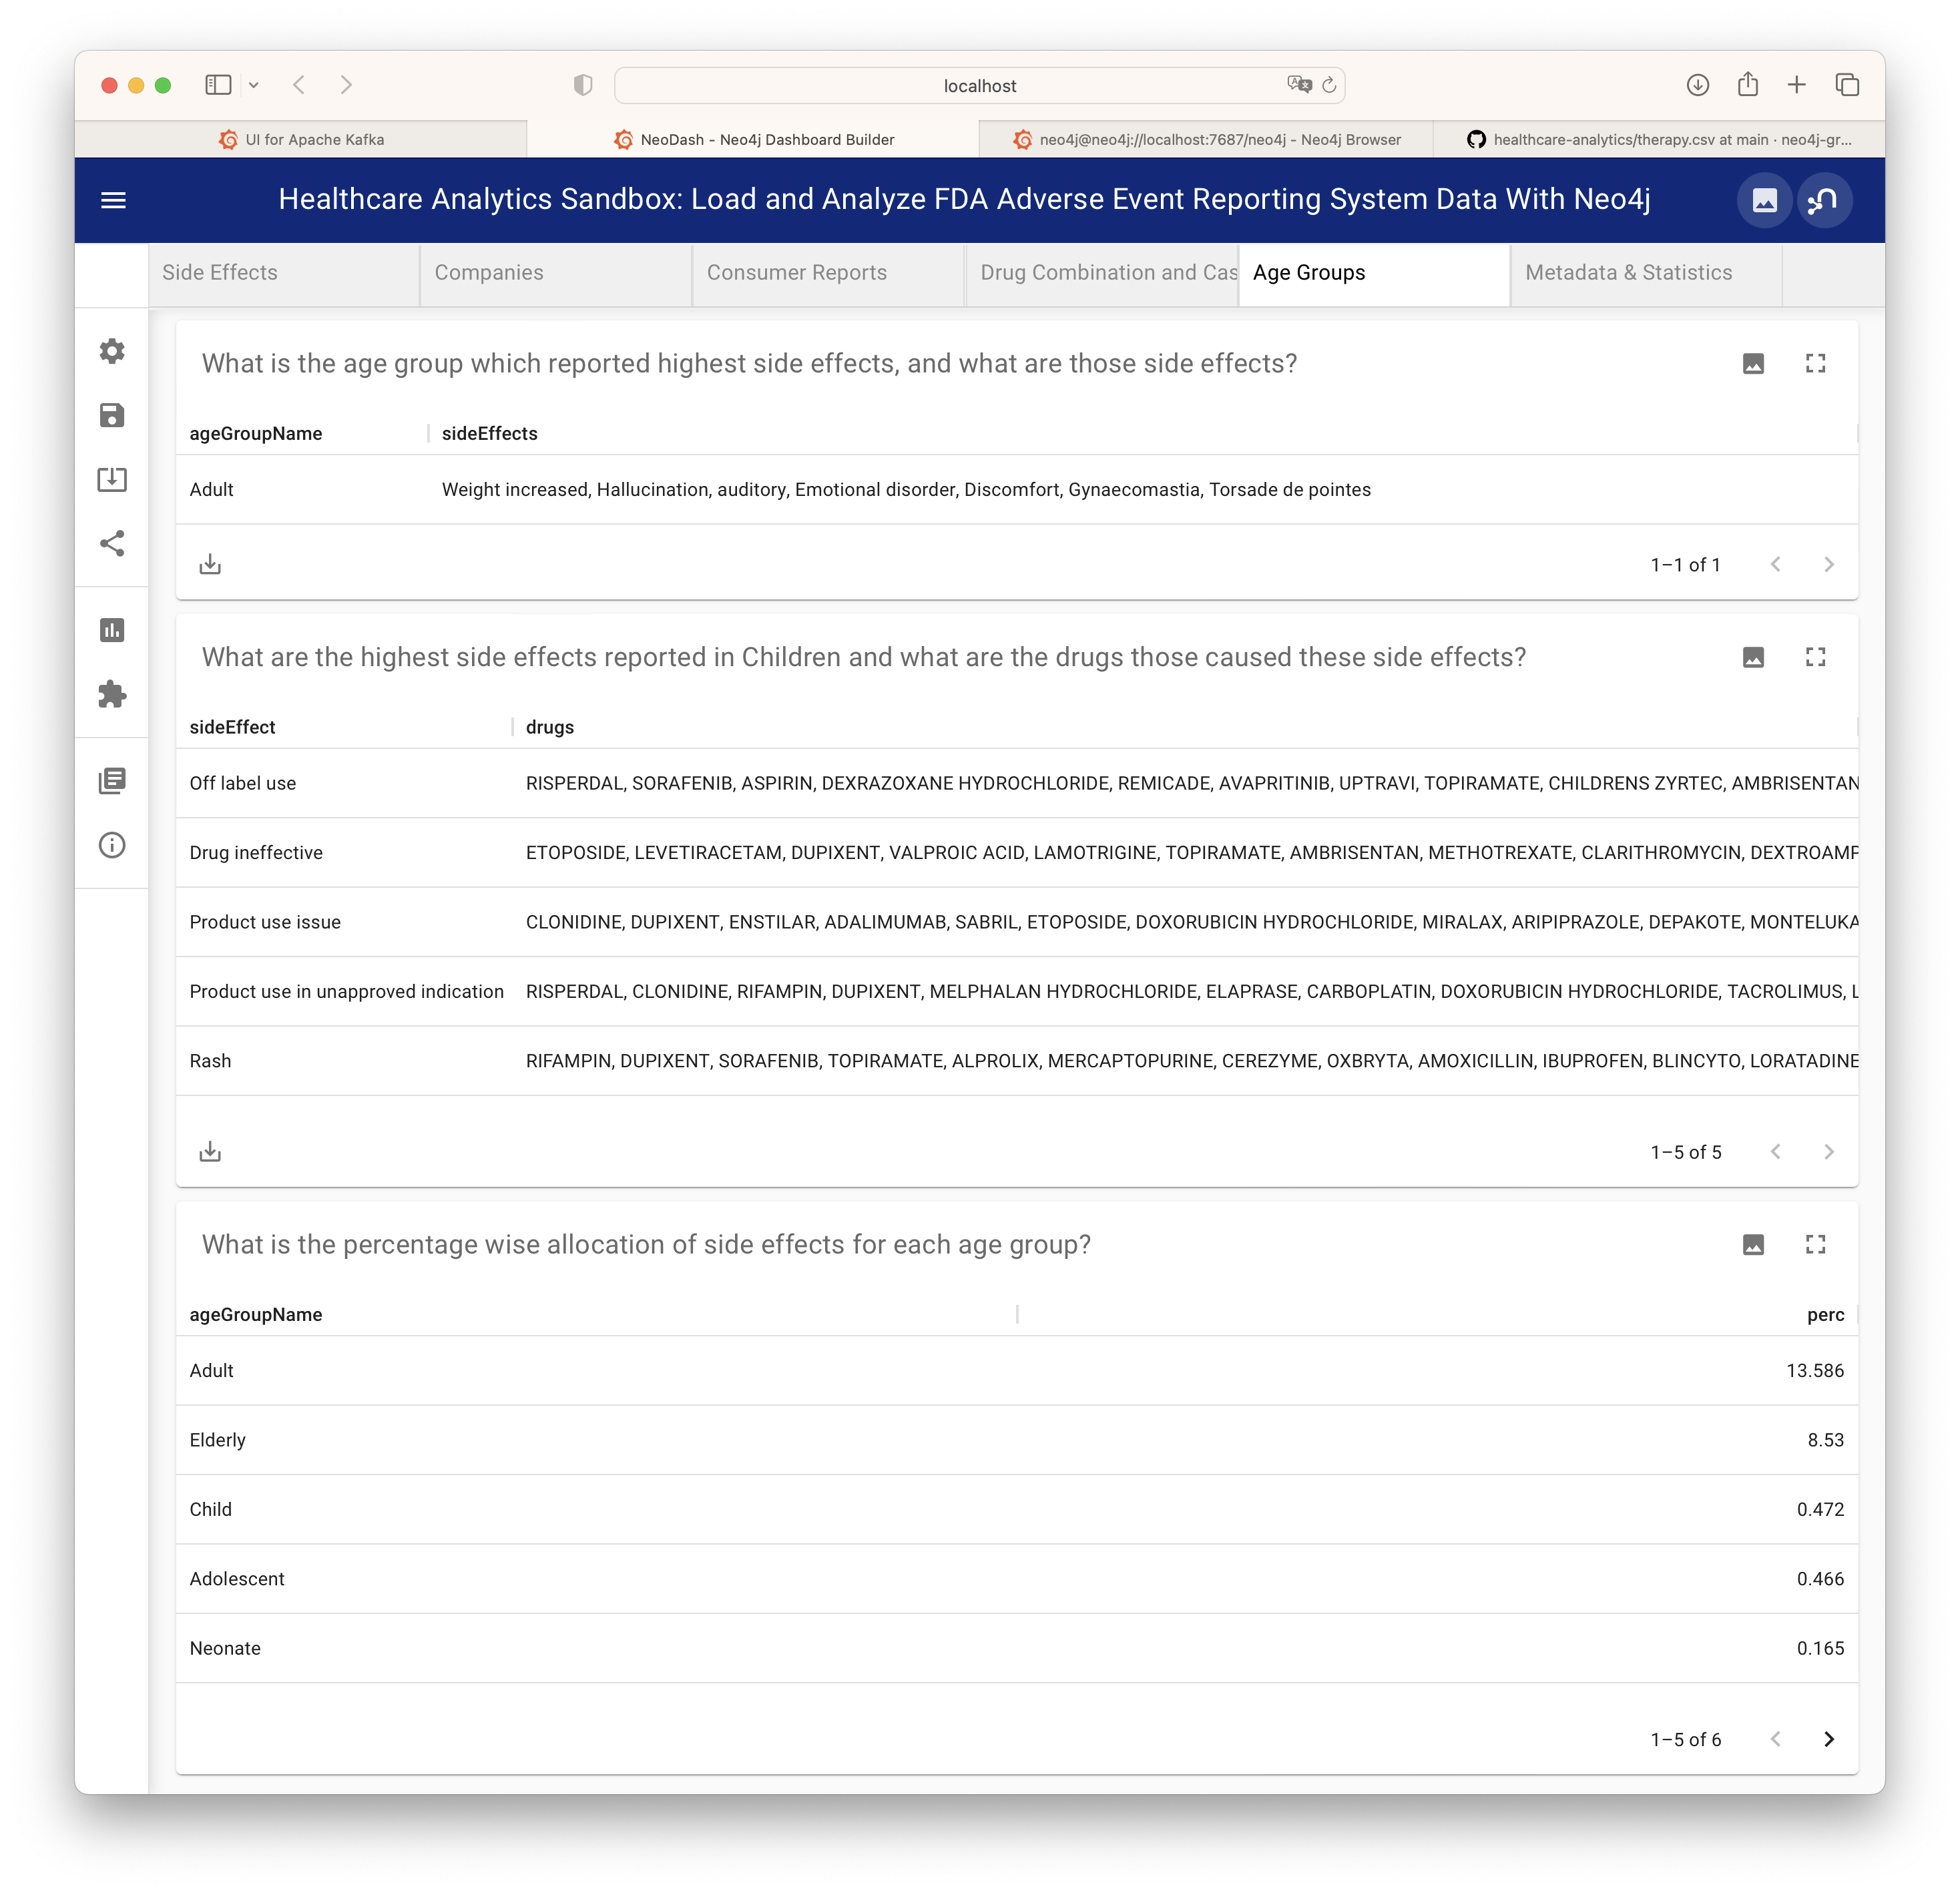 localhost
UI for Apache Kafka
NeoDash - Neo4j Dashboard Builder
neo4j@neo4j://localhost:7687/neo4j - Neo4j Browser
healthcare-analytics/therapy.csv at main · neo4j-gr...
Healthcare Analytics Sandbox: Load and Analyze FDA Adverse Event Reporting System Data With Neo4j
Side Effects
Companies
Consumer Reports
Drug Combination and Cas
Age Groups
Metadata & Statistics
What is the age group which reported highest side effects, and what are those side effects?
ageGroupName sideEffects
Adult Weight increased, Hallucination, auditory, Emotional disorder, Discomfort, Gynaecomastia, Torsade de pointes
1–1 of 1
What are the highest side effects reported in Children and what are the drugs those caused these side effects?
sideEffect drugs
Off label use RISPERDAL, SORAFENIB, ASPIRIN, DEXRAZOXANE HYDROCHLORIDE, REMICADE, AVAPRITINIB, UPTRAVI, TOPIRAMATE, CHILDRENS ZYRTEC, AMBRISENTAN
Drug ineffective ETOPOSIDE, LEVETIRACETAM, DUPIXENT, VALPROIC ACID, LAMOTRIGINE, TOPIRAMATE, AMBRISENTAN, METHOTREXATE, CLARITHROMYCIN, DEXTROAMP
Product use issue CLONIDINE, DUPIXENT, ENSTILAR, ADALIMUMAB, SABRIL, ETOPOSIDE, DOXORUBICIN HYDROCHLORIDE, MIRALAX, ARIPIPRAZOLE, DEPAKOTE, MONTELUKA
Product use in unapproved indication RISPERDAL, CLONIDINE, RIFAMPIN, DUPIXENT, MELPHALAN HYDROCHLORIDE, ELAPRASE, CARBOPLATIN, DOXORUBICIN HYDROCHLORIDE, TACROLIMUS, L
Rash RIFAMPIN, DUPIXENT, SORAFENIB, TOPIRAMATE, ALPROLIX, MERCAPTOPURINE, CEREZYME, OXBRYTA, AMOXICILLIN, IBUPROFEN, BLINCYTO, LORATADINE
1–5 of 5
What is the percentage wise allocation of side effects for each age group?
ageGroupName perc
Adult 13.586
Elderly 8.53
Child 0.472
Adolescent 0.466
Neonate 0.165
1–5 of 6